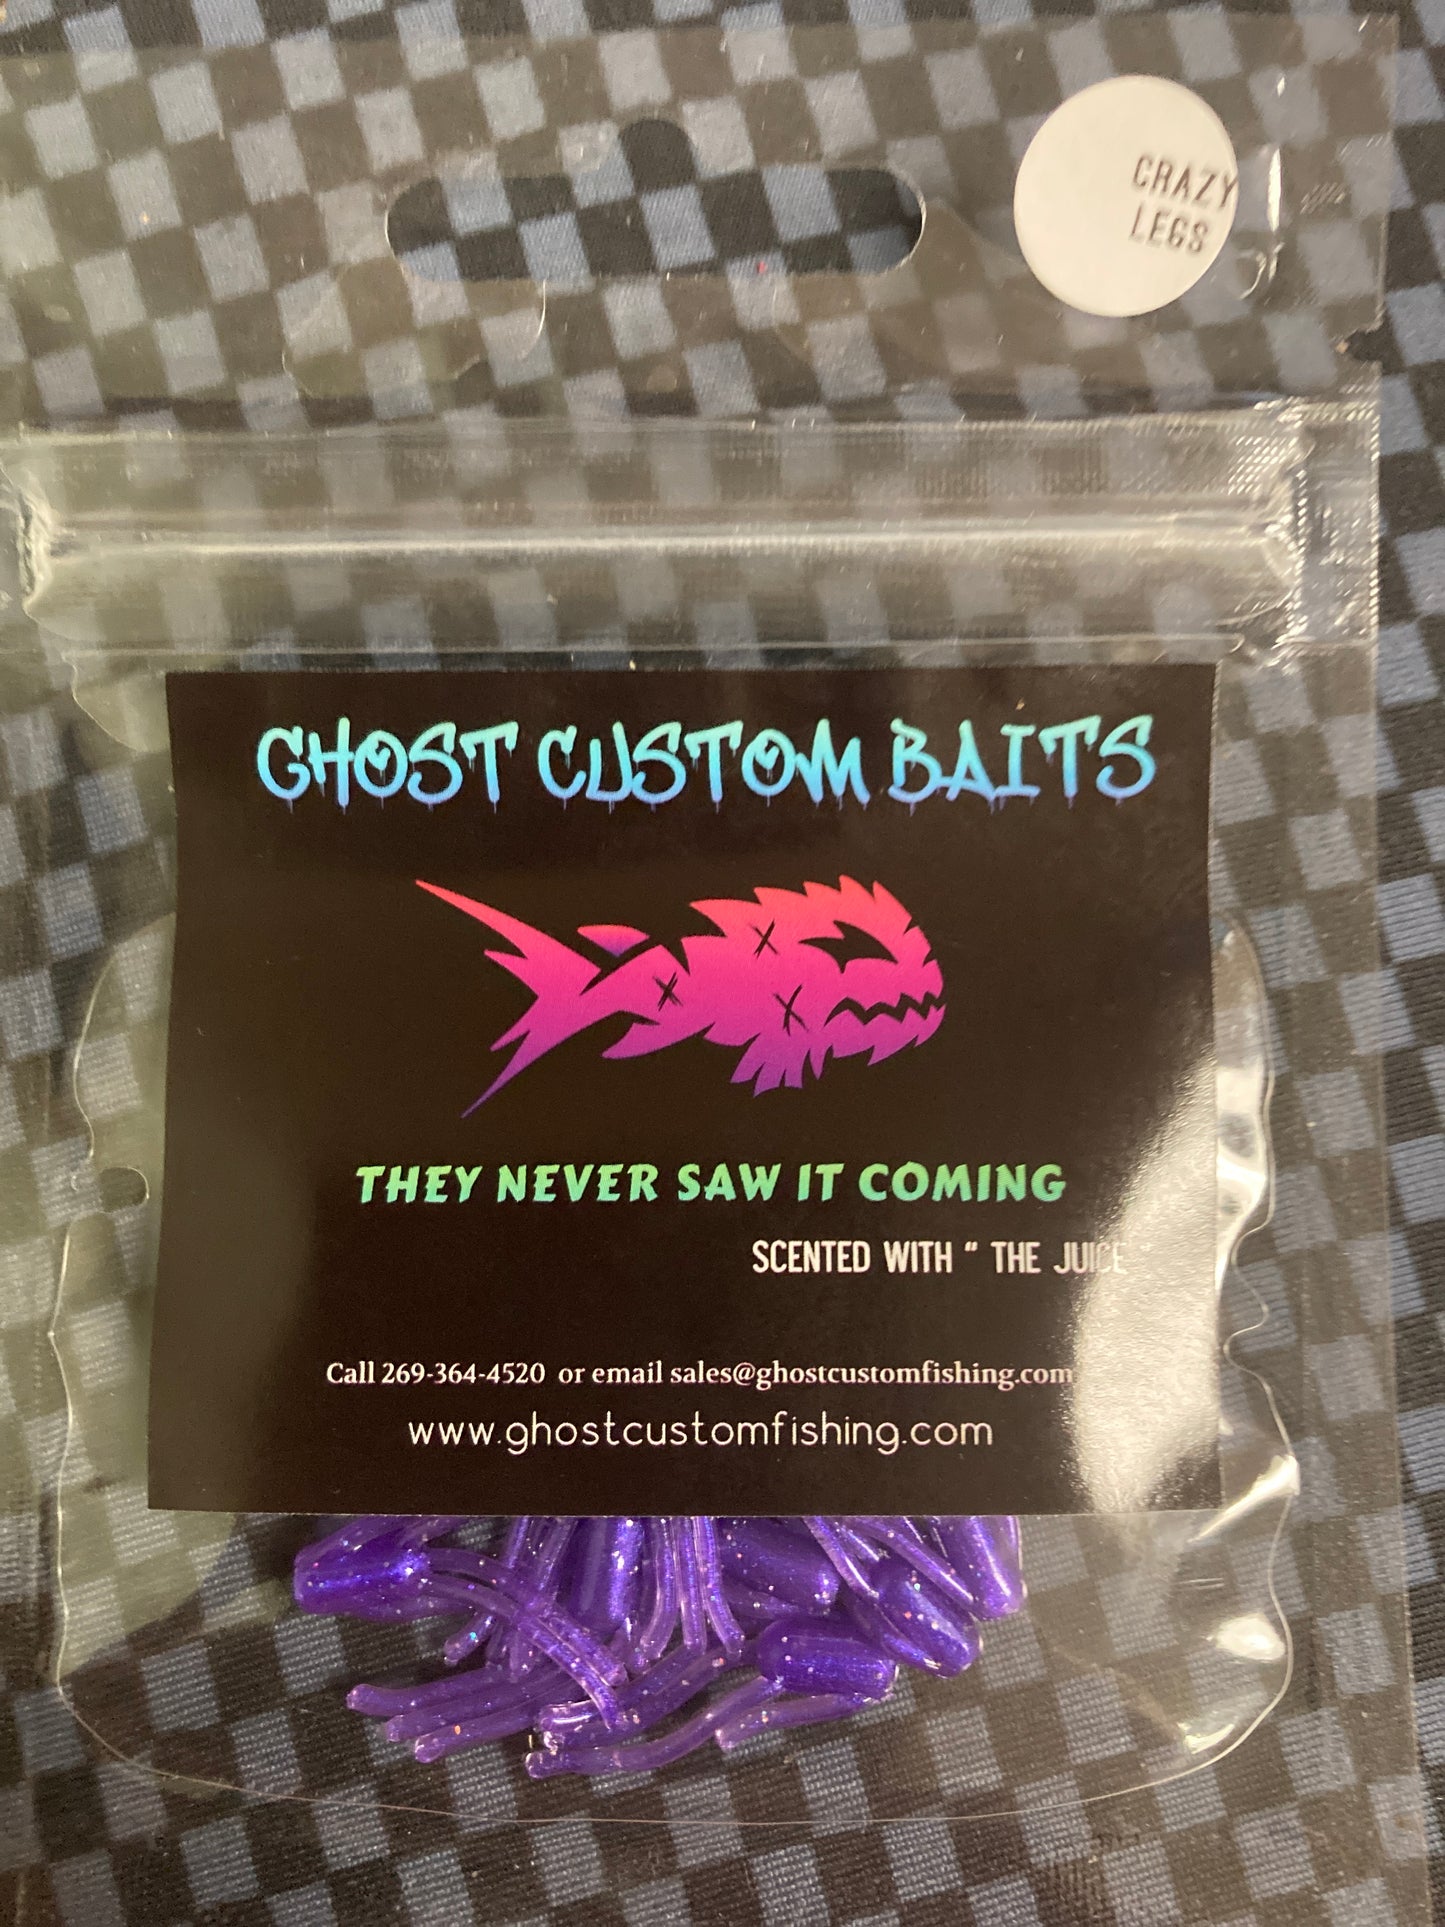 CRAZY
LEGS
GHOST CUSTOM BAITS
THEY NEVER SAW IT COMING
SCENTED WITH " THE JUICE
Call 269-364-4520 or email sales@ghostcustomfishing.com
www.ghostcustomfishing.com